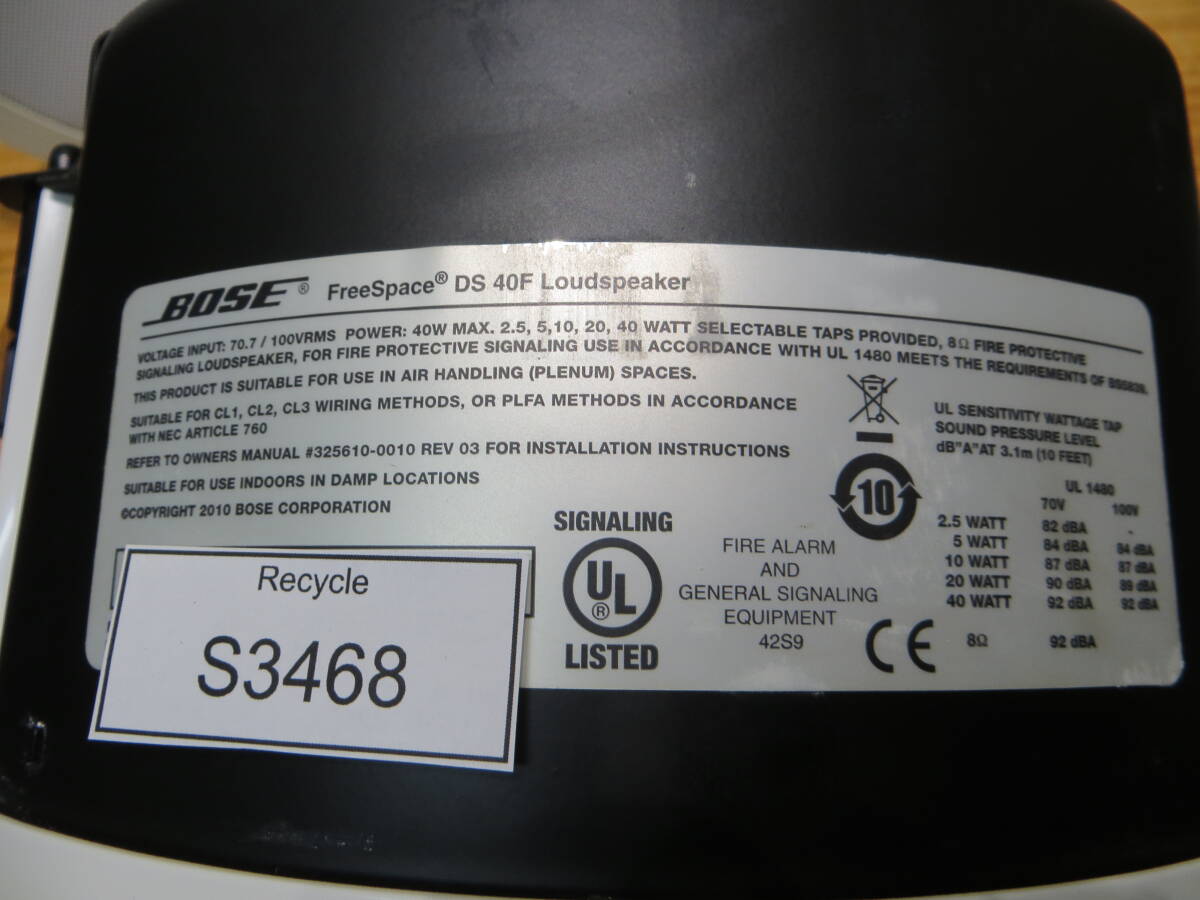 BOSE ® FreeSpace® DS 40F Loudspeaker
VOLTAGE INPUT: 70.7 / 100VRMS POWER: 40W MAX. 2.5, 5,10, 20, 40 WATT SELECTABLE TAPS PROVIDED, 8Ω FIRE PROTECTIVE
SIGNALING LOUDSPEAKER, FOR FIRE PROTECTIVE SIGNALING USE IN ACCORDANCE WITH UL 1480 MEETS THE REQUIREMENTS OF BS5839.
THIS PRODUCT IS SUITABLE FOR USE IN AIR HANDLING (PLENUM) SPACES.
SUITABLE FOR CL1, CL2, CL3 WIRING METHODS, OR PLFA METHODS IN ACCORDANCE
WITH NEC ARTICLE 760
REFER TO OWNERS MANUAL #325610-0010 REV 03 FOR INSTALLATION INSTRUCTIONS
SUITABLE FOR USE INDOORS IN DAMP LOCATIONS
©COPYRIGHT 2010 BOSE CORPORATION
10
UL SENSITIVITY WATTAGE TAP
SOUND PRESSURE LEVEL
dB"A"AT 3.1m (10 FEET)
UL 1480
70V 100V
2.5 WATT 82 dBA -
5 WATT 84 dBA 84 dBA
10 WATT 87 dBA 87 dBA
20 WATT 90 dBA 89 dBA
40 WATT 92 dBA 92 dBA
8Ω 92 dBA
SIGNALING
UL ®
LISTED
FIRE ALARM
AND
GENERAL SIGNALING
EQUIPMENT
42S9
CE
Recycle
S3468